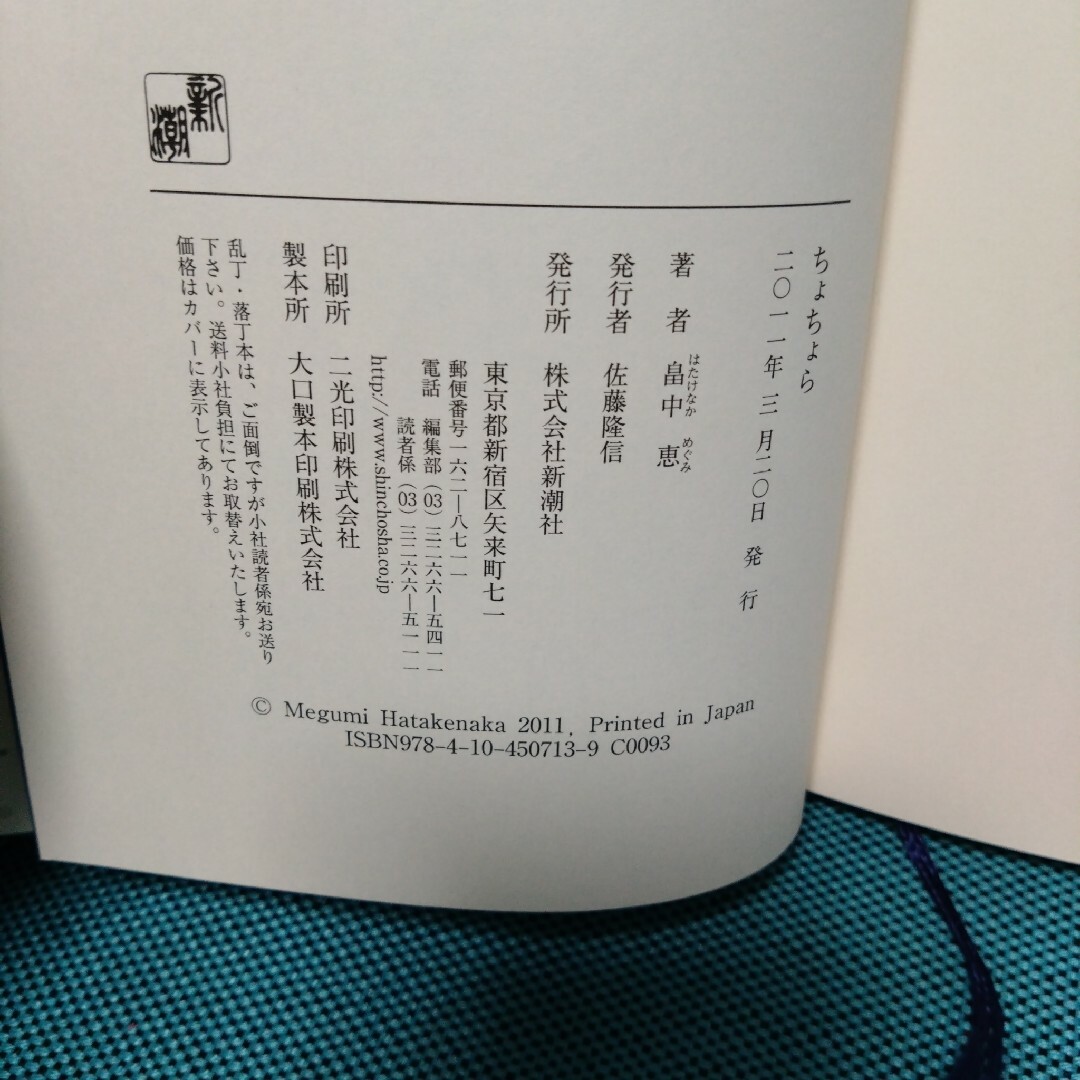 新潮
ちょちょら
二〇一一年 三 月二〇日 発 行
著 者 畠中 恵
はたけなか めぐみ
発行者 佐藤隆信
発行所 株式会社新潮社
東京都新宿区矢来町七一
郵便番号一六二―八七一一
電話 編集部(03)三二六六―五四一一
読者係(03)三二六六―五一一一
http://www.shinchosha.co.jp
印刷所 二光印刷株式会社
製本所 大口製本印刷株式会社
乱丁・落丁本は、ご面倒ですが小社読者係宛お送り
下さい。送料小社負担にてお取替えいたします。
価格はカバーに表示してあります。
© Megumi Hatakenaka 2011, Printed in Japan
ISBN978-4-10-450713-9 C0093